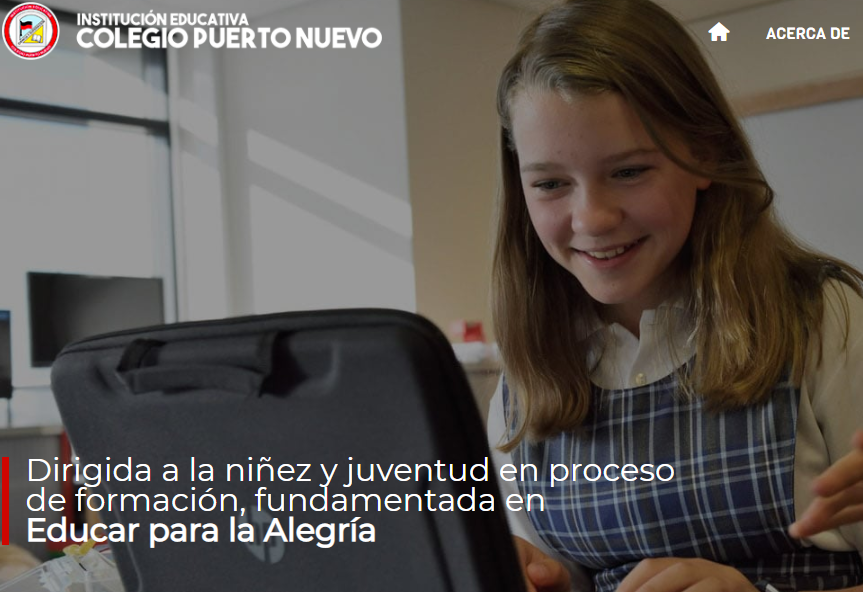 INSTITUCIÓN EDUCATIVA
COLEGIO PUERTO NUEVO
ACERCA DE
Dirigida a la niñez y juventud en proceso
de formación, fundamentada en
Educar para la Alegría